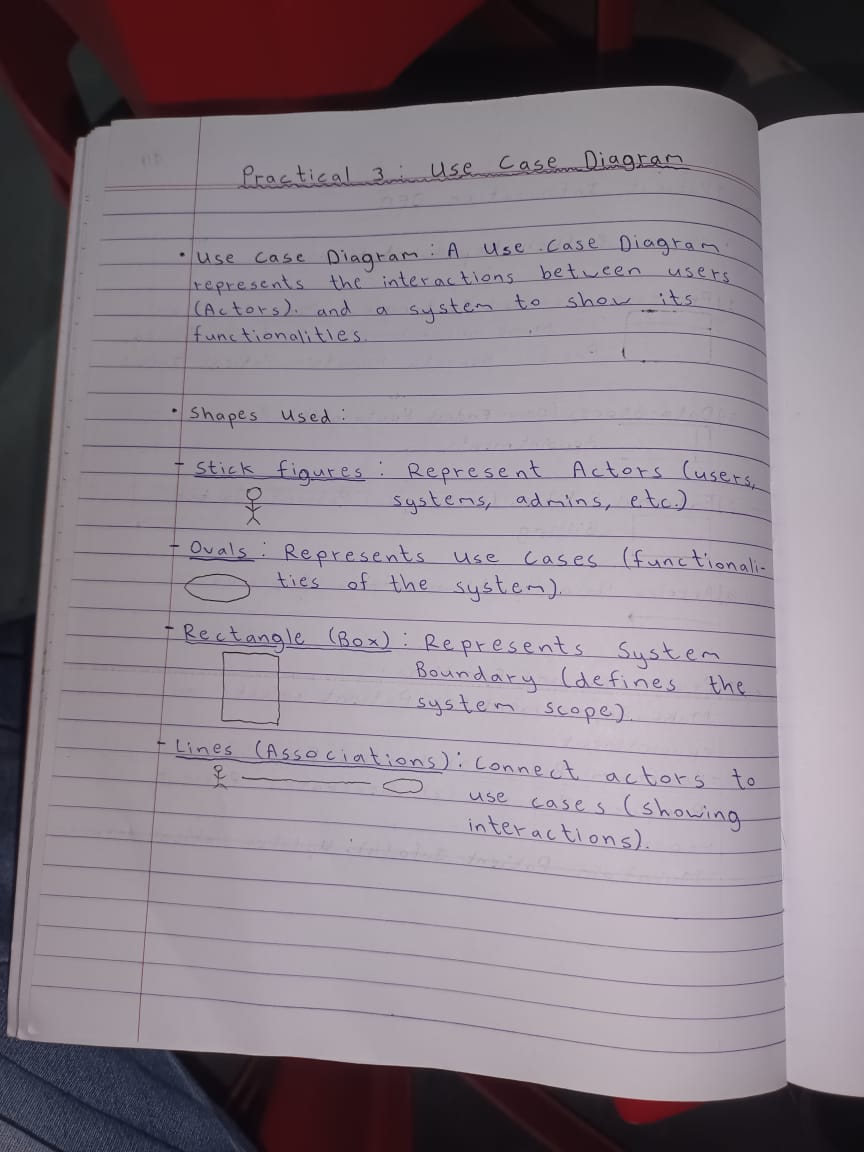 Practical 3 : Use Case Diagram
• Use Case Diagram : A Use Case Diagram
represents the interactions between users
(Actors). and a system to show its
functionalities.
• Shapes used :
- Stick figures : Represent Actors (users,
systems, admins, etc.)
- Ovals : Represents use cases (functionali-
ties of the system).
- Rectangle (Box) : Represents System
Boundary (defines the
system scope).
- Lines (Associations) : Connect actors to
use cases (showing
interactions).